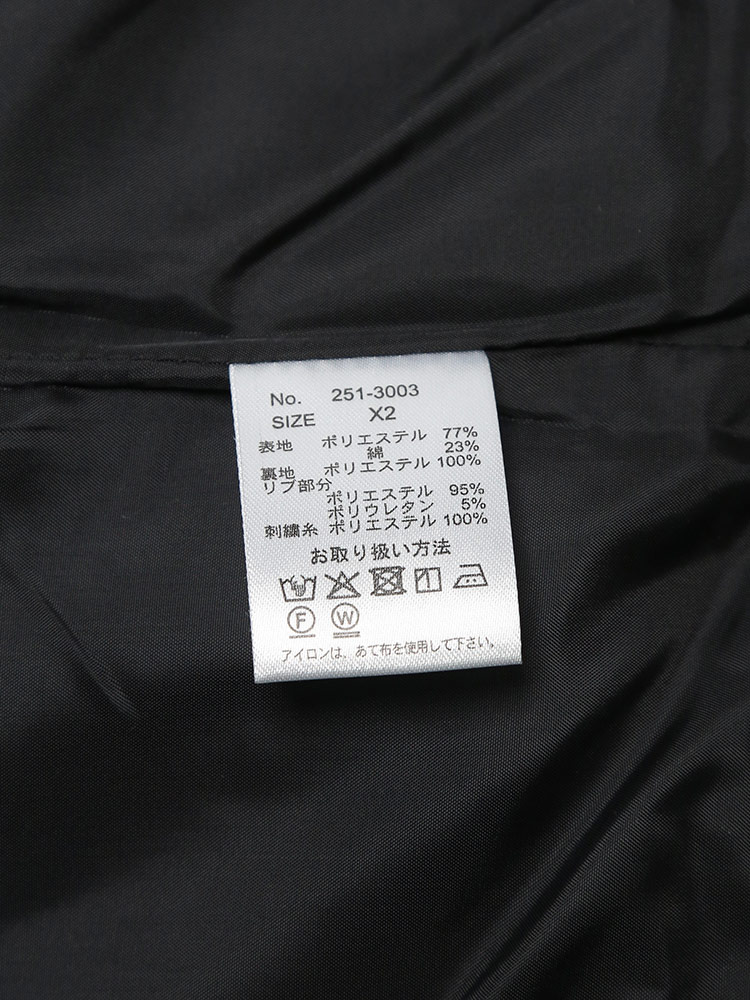 No. 251-3003
SIZE X2
表地 ポリエステル 77%
綿 23%
裏地 ポリエステル 100%
リブ部分
ポリエステル 95%
ポリウレタン 5%
刺繍糸 ポリエステル 100%
お取り扱い方法
F W
アイロンは、あて布を使用して下さい。